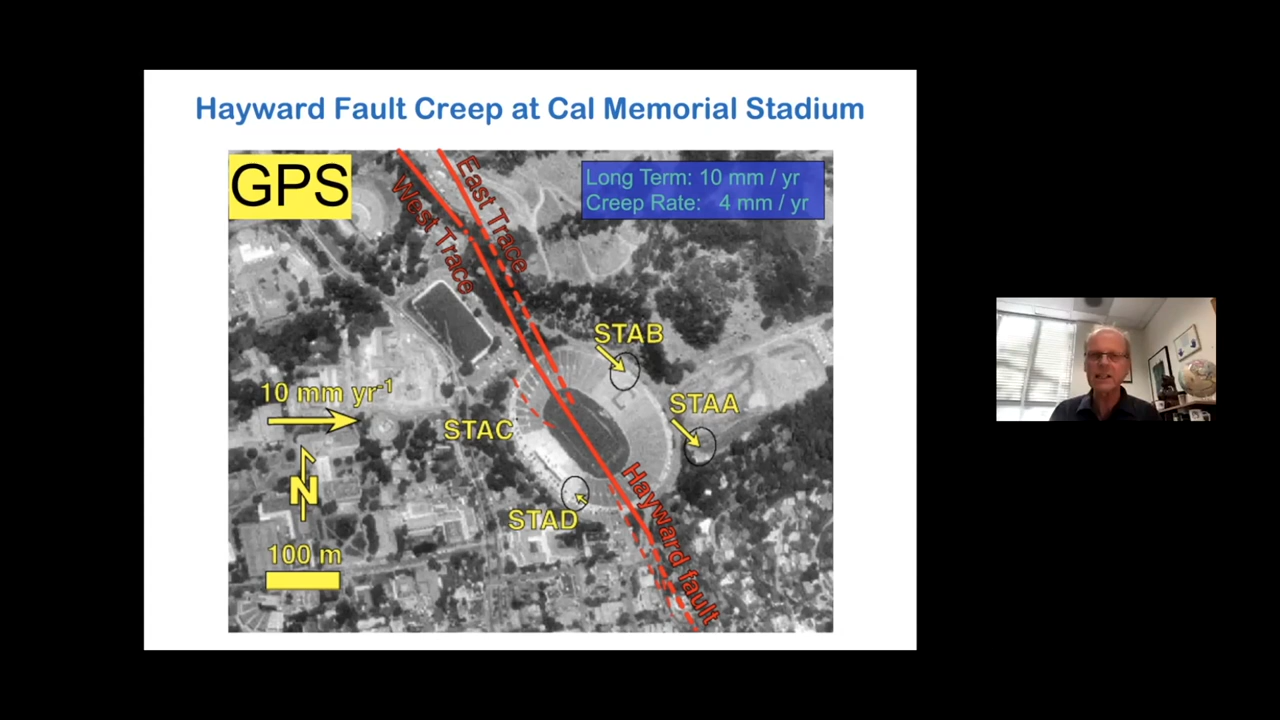 Hayward Fault Creep at Cal Memorial Stadium
GPS
Long Term: 10 mm / yr
Creep Rate: 4 mm / yr
West Trace
East Trace
STAB
10 mm yr-1
STAA
STAC
N
Hayward fault
STAD
100 m